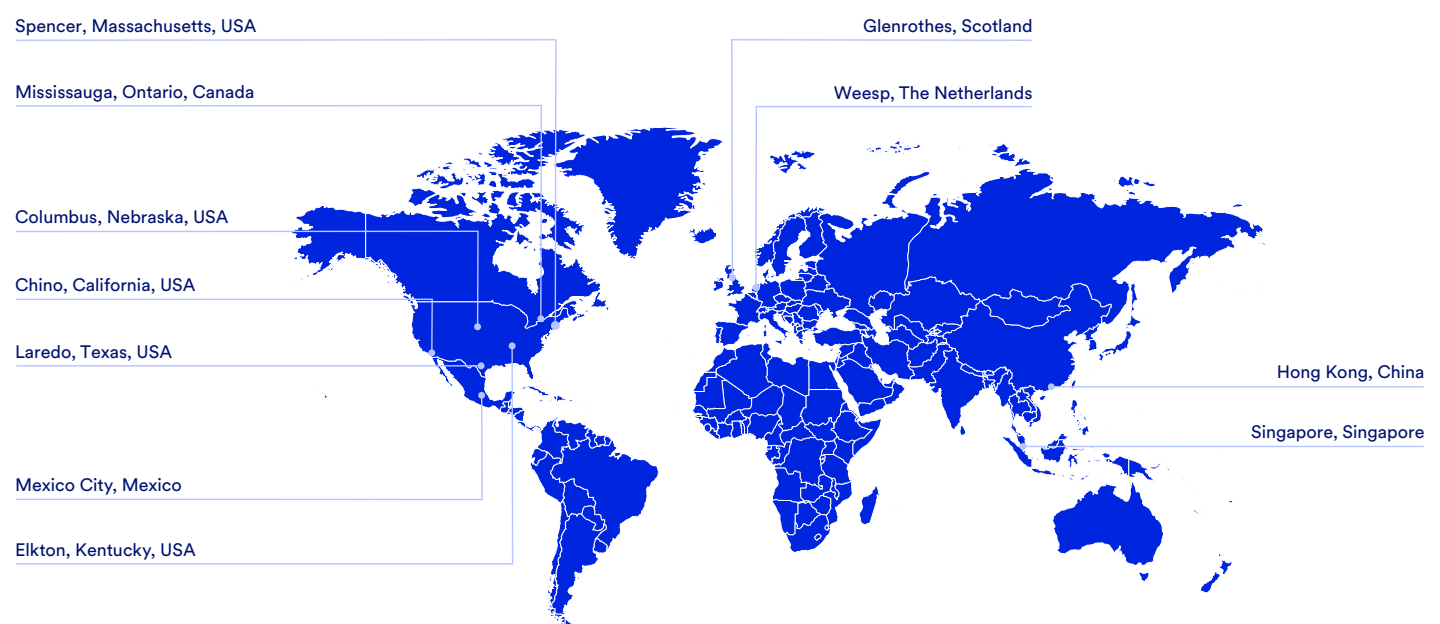 Spencer, Massachusetts, USA
Mississauga, Ontario, Canada
Columbus, Nebraska, USA
Chino, California, USA
Laredo, Texas, USA
Mexico City, Mexico
Elkton, Kentucky, USA
Glenrothes, Scotland
Weesp, The Netherlands
Hong Kong, China
Singapore, Singapore